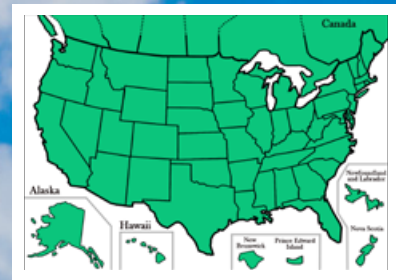 Canada
Alaska
Hawaii
New
Brunswick
Prince Edward
Island
Newfoundland
and Labrador
Nova Scotia